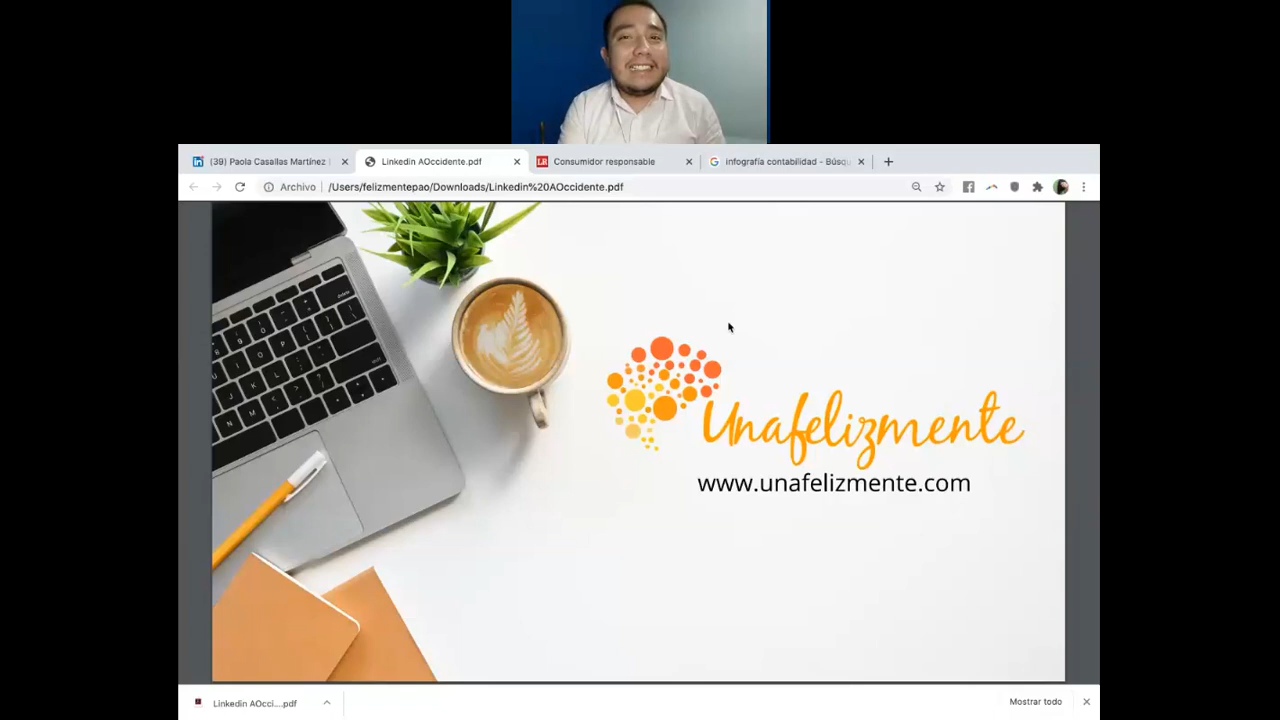 (39) Paola Casallas Martínez
Linkedin AOccidente.pdf
Consumidor responsable
infografía contabilidad - Búsqu
Archivo
/Users/felizmentepao/Downloads/Linkedin%20AOccidente.pdf
Unafelizmente
www.unafelizmente.com
Linkedin AOcci....pdf
Mostrar todo